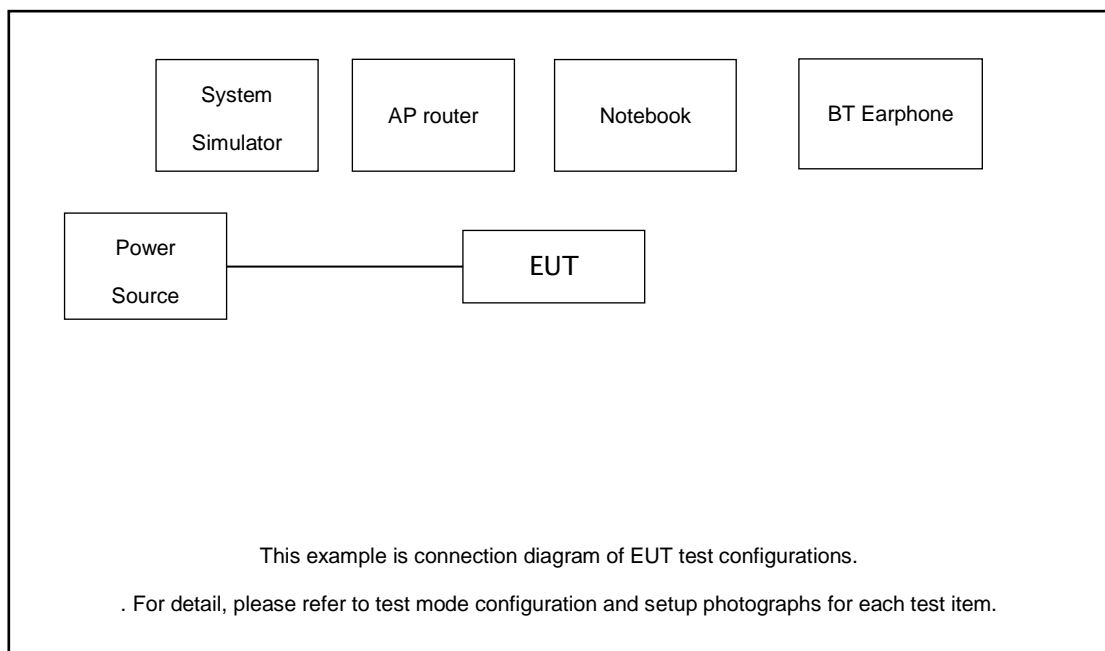 System
Simulator
AP router
Notebook
BT Earphone
Power
Source
EUT
This example is connection diagram of EUT test configurations.
. For detail, please refer to test mode configuration and setup photographs for each test item.